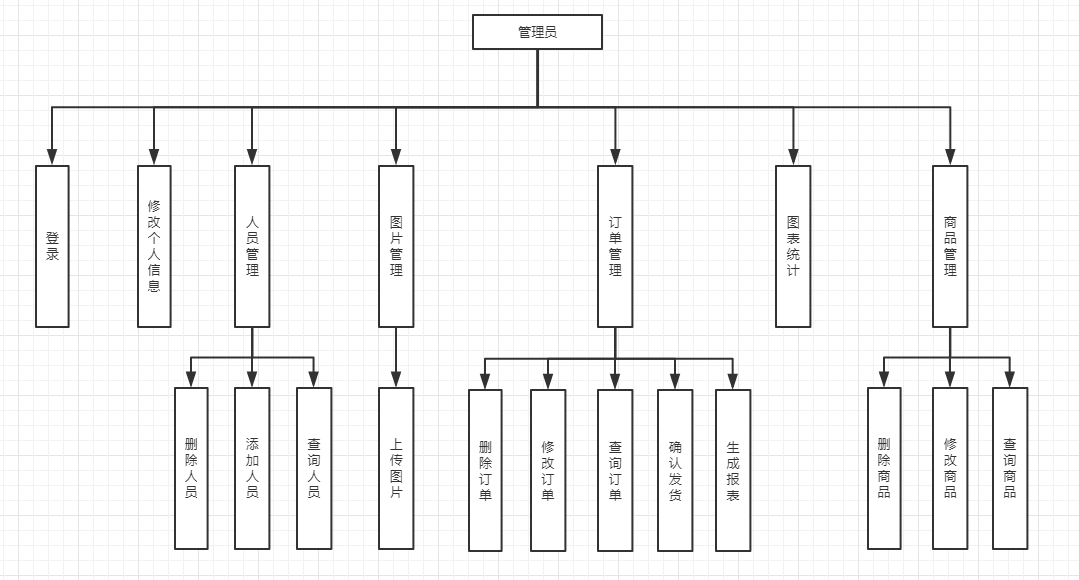 管理员
登录
修改个人信息
人员管理
图片管理
订单管理
图表统计
商品管理
删除人员
添加人员
查询人员
上传图片
删除订单
修改订单
查询订单
确认发货
生成报表
删除商品
修改商品
查询商品